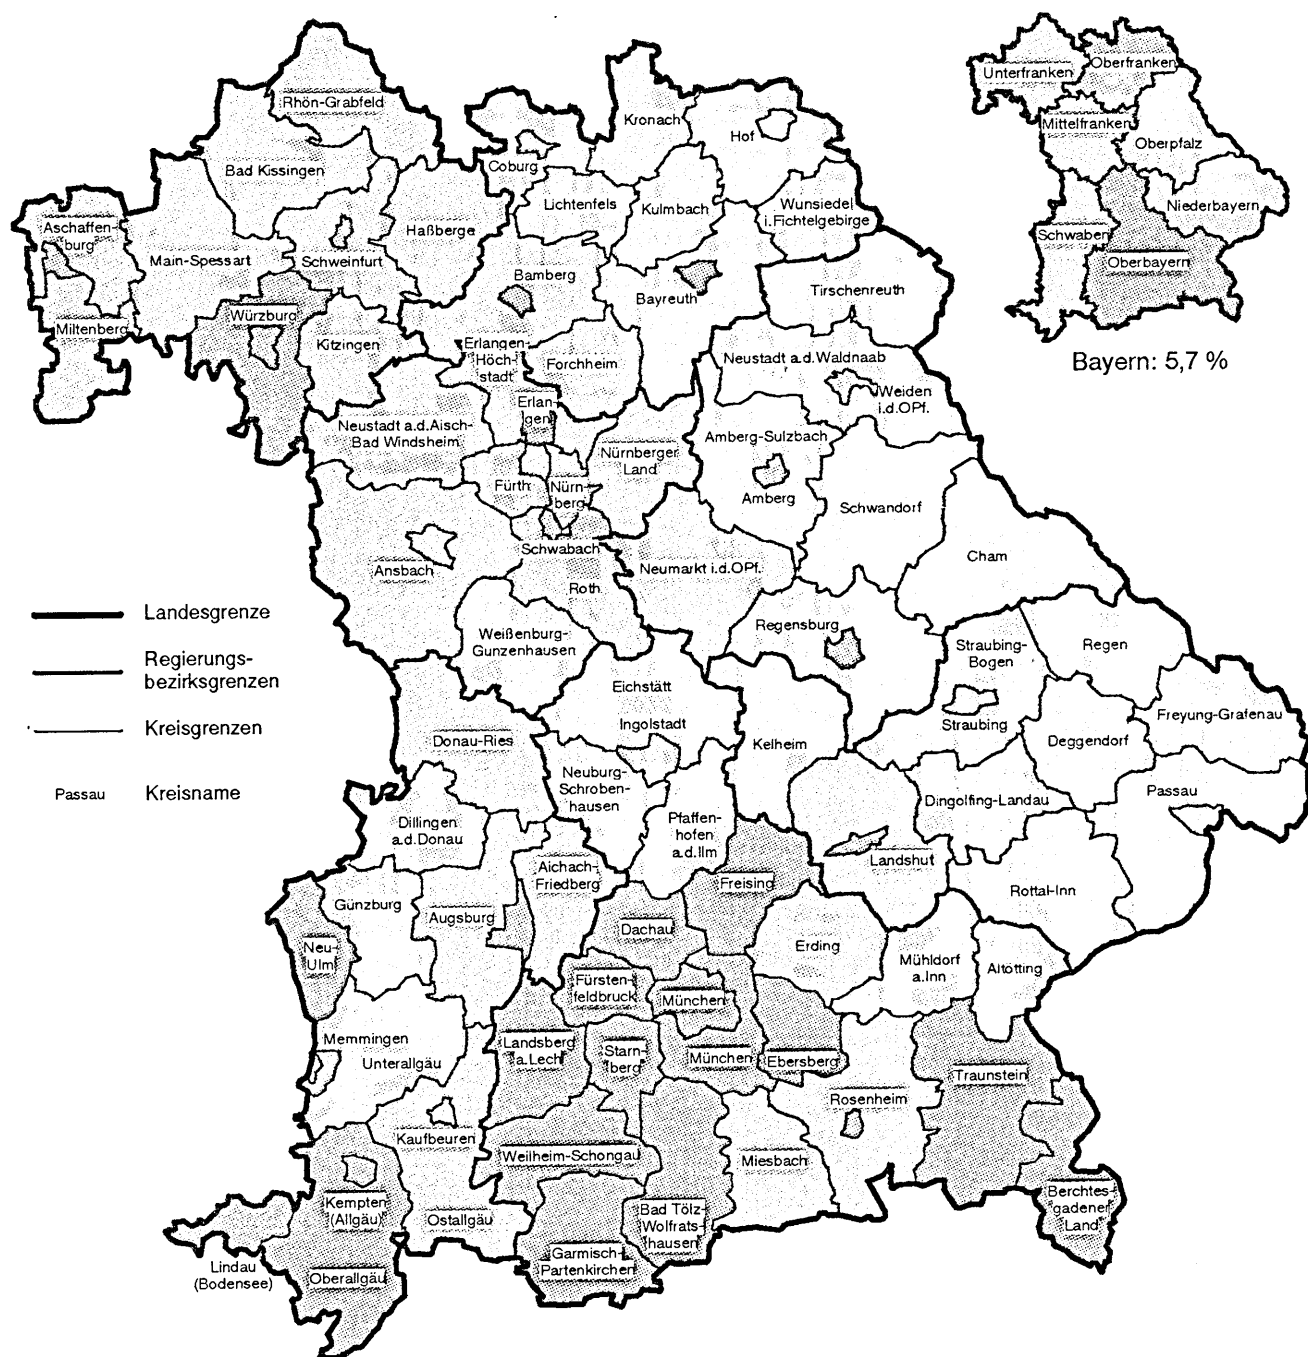 Rhön-Grabfeld
Bad Kissingen
Aschaffen-
burg
Main-Spessart
Schweinfurt
Haßberge
Miltenberg
Würzburg
Kitzingen
Coburg
Kronach
Hof
Lichtenfels
Kulmbach
Wunsiedel
i.Fichtelgebirge
Bamberg
Bayreuth
Forchheim
Tirschenreuth
Neustadt a.d.Waldnaab
Weiden
i.d.OPf.
Erlangen-
Höch-
stadt
Erlan-
gen
Neustadt a.d.Aisch-
Bad Windsheim
Fürth
Nürn-
berg
Nürnberger
Land
Amberg-Sulzbach
Amberg
Schwandorf
Cham
Ansbach
Schwabach
Roth
Neumarkt i.d.OPf.
Weißenburg-
Gunzenhausen
Regensburg
Straubing-
Bogen
Straubing
Regen
Freyung-Grafenau
Deggendorf
Passau
Eichstätt
Ingolstadt
Kelheim
Donau-Ries
Neuburg-
Schroben-
hausen
Pfaffen-
hofen
a.d.Ilm
Dingolfing-Landau
Landshut
Rottal-Inn
Dillingen
a.d.Donau
Aichach-
Friedberg
Günzburg
Augsburg
Neu-
Ulm
Freising
Dachau
Erding
Mühldorf
a.Inn
Altötting
Fürsten-
feldbruck
München
München
Ebersberg
Landsberg
a.Lech
Starn-
berg
Memmingen
Unterallgäu
Kaufbeuren
Weilheim-Schongau
Rosenheim
Traunstein
Miesbach
Berchtes-
gadener
Land
Kempten
(Allgäu)
Ostallgäu
Bad Tölz-
Wolfrats-
hausen
Garmisch-
Partenkirchen
Lindau
(Bodensee)
Oberallgäu
Unterfranken
Oberfranken
Mittelfranken
Oberpfalz
Niederbayern
Schwaben
Oberbayern
Bayern: 5,7 %
Landesgrenze
Regierungs-
bezirksgrenzen
Kreisgrenzen
Passau Kreisname